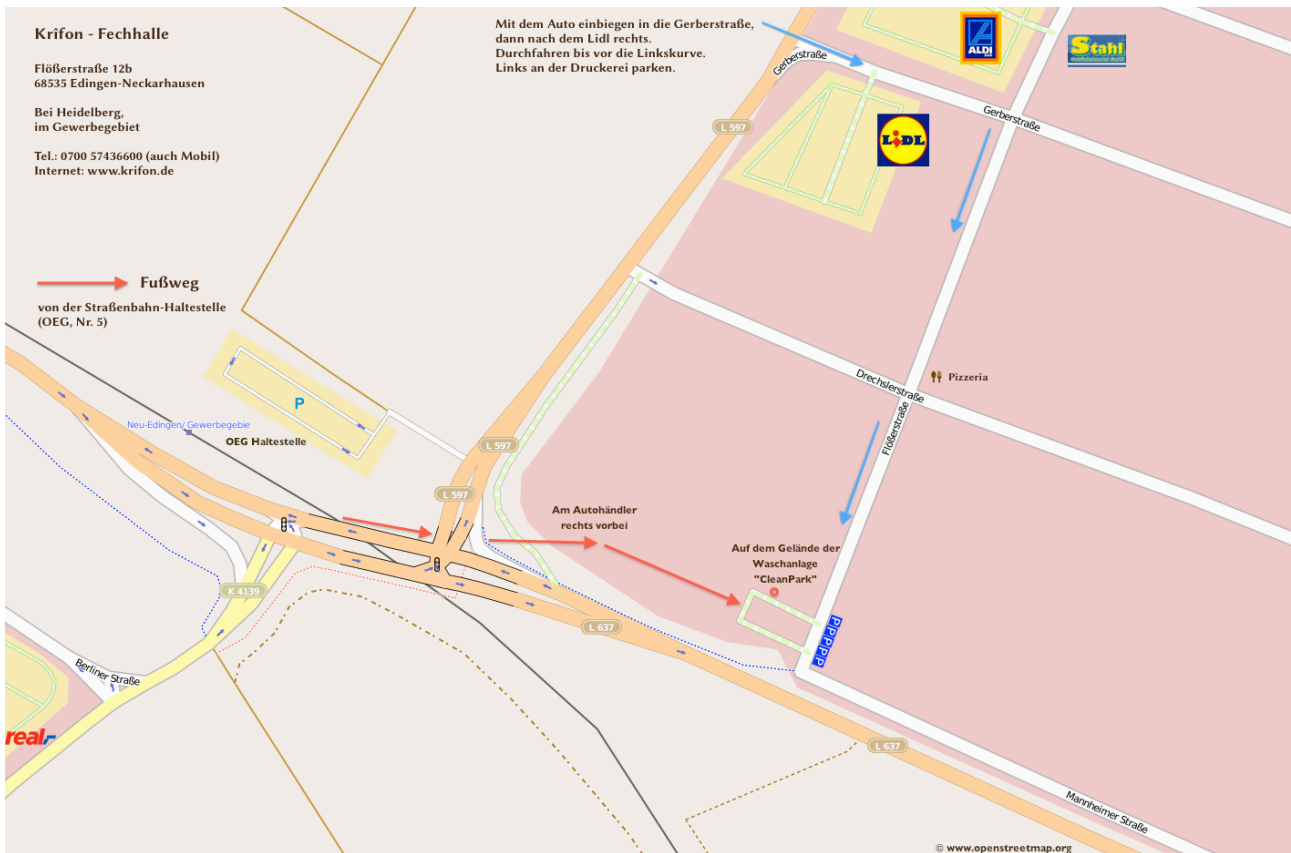 Krifon - Fechhalle
Flößerstraße 12b
68535 Edingen-Neckarhausen
Bei Heidelberg,
im Gewerbegebiet
Tel.: 0700 57436600 (auch Mobil)
Internet: www.krifon.de
Mit dem Auto einbiegen in die Gerberstraße,
dann nach dem Lidl rechts.
Durchfahren bis vor die Linkskurve.
Links an der Druckerei parken.
ALDI
Stahl
Gerberstraße
Gerberstraße
L 597
LIDL
Fußweg
von der Straßenbahn-Haltestelle
(OEG, Nr. 5)
Pizzeria
Drechslerstraße
Flößerstraße
P
Neu-Edingen/ Gewerbegebie
OEG Haltestelle
L 597
L 597
Am Autohändler
rechts vorbei
Auf dem Gelände der
Waschanlage
"CleanPark"
K 4139
L 637
P
P
P
P
P
Berliner Straße
real,-
L 637
Mannheimer Straße
© www.openstreetmap.org